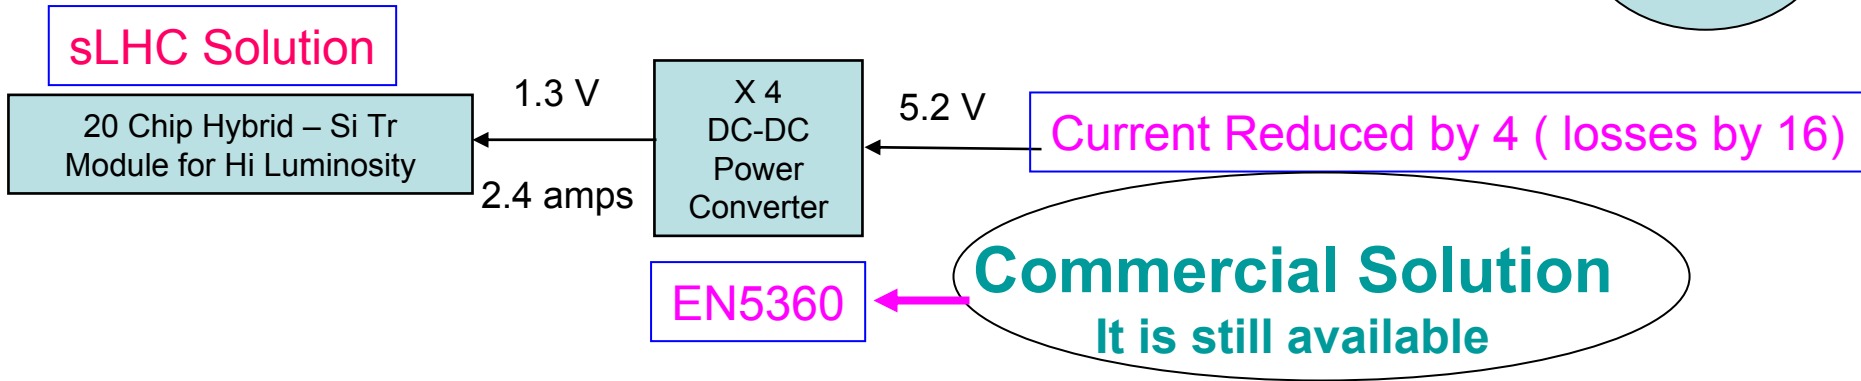 sLHC Solution
20 Chip Hybrid – Si Tr
Module for Hi Luminosity
1.3 V
2.4 amps
X 4
DC-DC
Power
Converter
5.2 V
Current Reduced by 4 ( losses by 16)
EN5360
Commercial Solution
It is still available